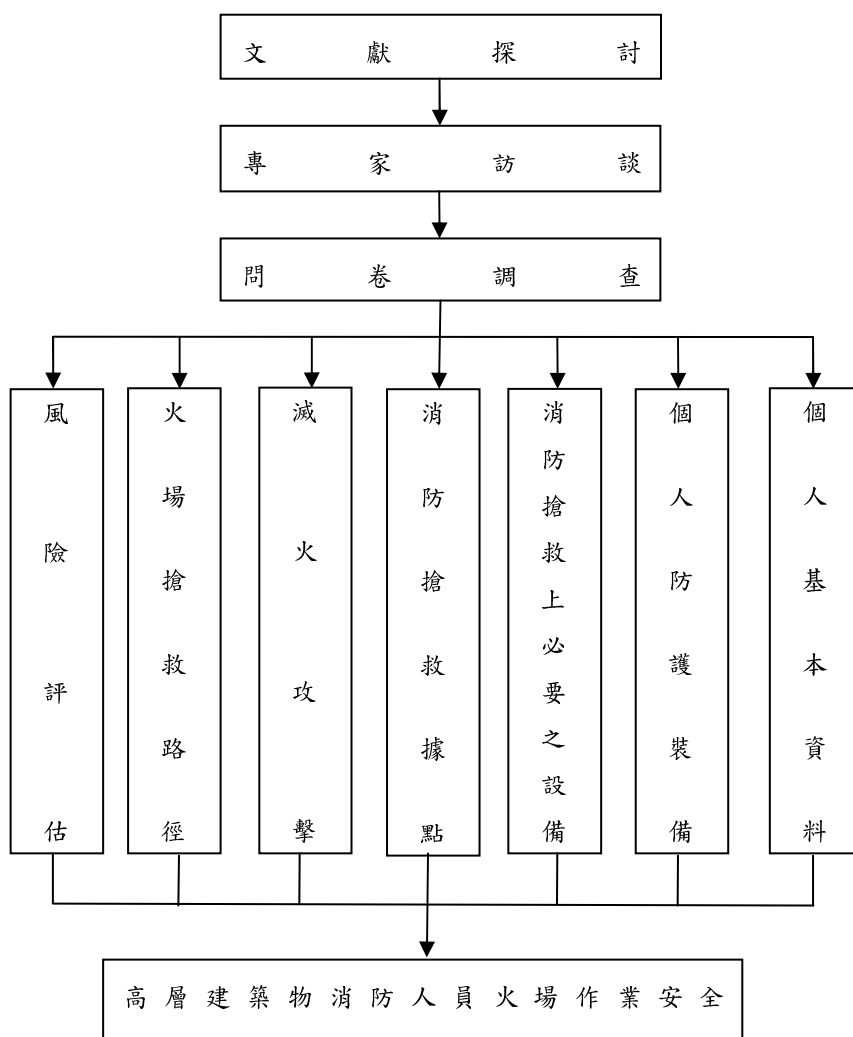 文獻探討
專家訪談
問卷調查
風險評估
火場搶救路徑
滅火攻擊
消防搶救據點
消防搶救上必要之設備
個人防護裝備
個人基本資料
高層建築物消防人員火場作業安全